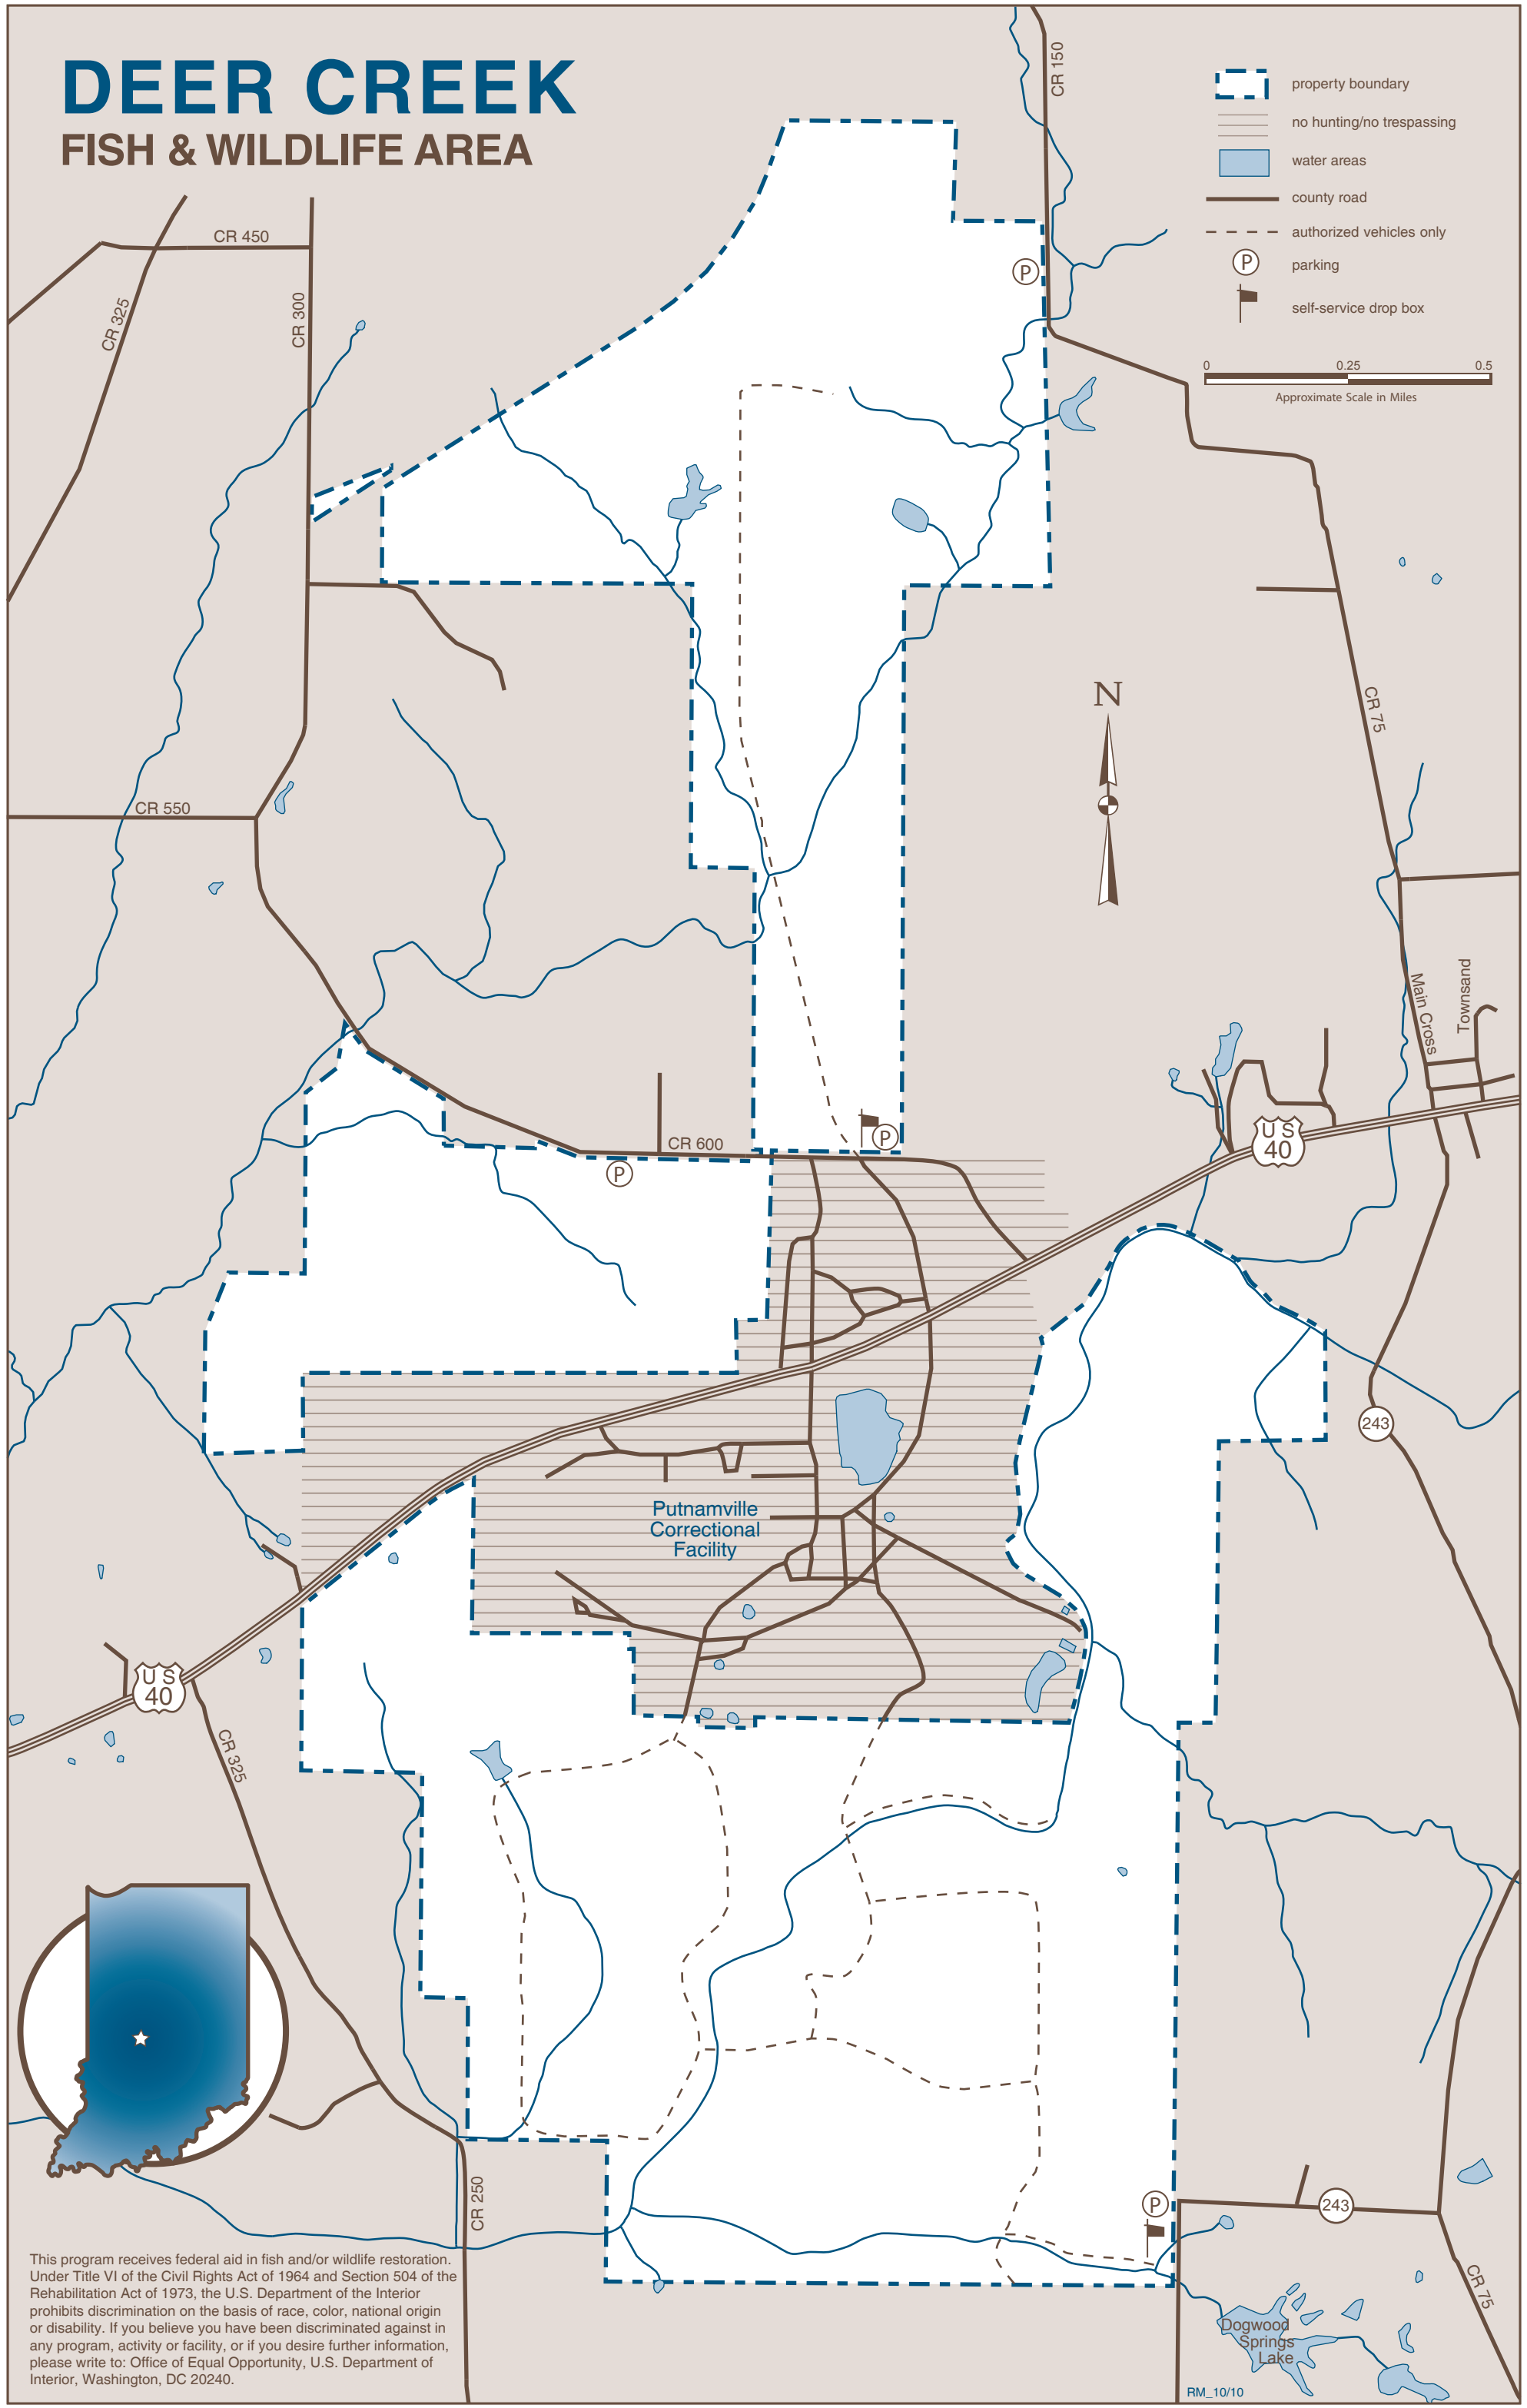 DEER CREEK
FISH & WILDLIFE AREA
CR 150
property boundary
no hunting/no trespassing
water areas
county road
authorized vehicles only
P
parking
self-service drop box
0 0.25 0.5
Approximate Scale in Miles
CR 450
CR 325
CR 300
P
N
CR 75
CR 550
Main Cross
Townsand
CR 600
P
P
US
40
243
Putnamville
Correctional
Facility
US
40
CR 325
CR 250
P
243
CR 75
Dogwood
Springs
Lake
This program receives federal aid in fish and/or wildlife restoration.
Under Title VI of the Civil Rights Act of 1964 and Section 504 of the
Rehabilitation Act of 1973, the U.S. Department of the Interior
prohibits discrimination on the basis of race, color, national origin
or disability. If you believe you have been discriminated against in
any program, activity or facility, or if you desire further information,
please write to: Office of Equal Opportunity, U.S. Department of
Interior, Washington, DC 20240.
RM_10/10